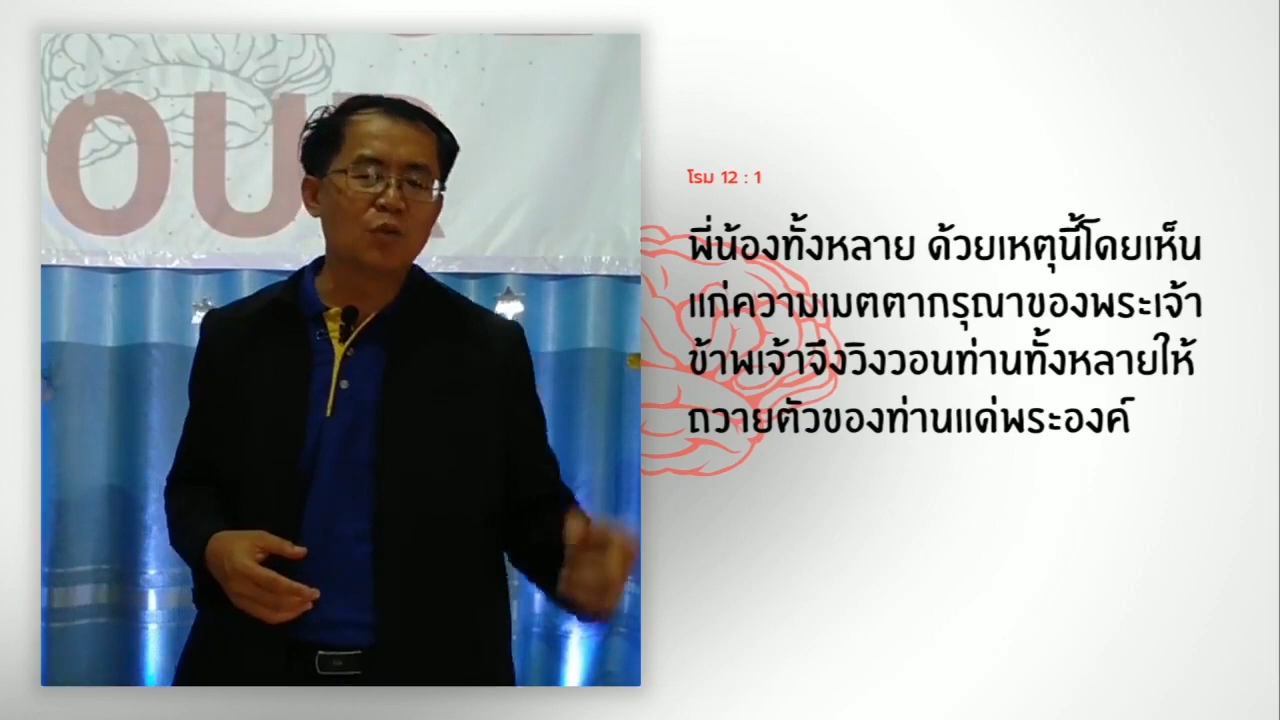 OUR
โรม 12 : 1
พี่น้องทั้งหลาย ด้วยเหตุนี้โดยเห็น
แก่ความเมตตากรุณาของพระเจ้า
ข้าพเจ้าจึงวิงวอนท่านทั้งหลายให้
ถวายตัวของท่านแด่พระองค์